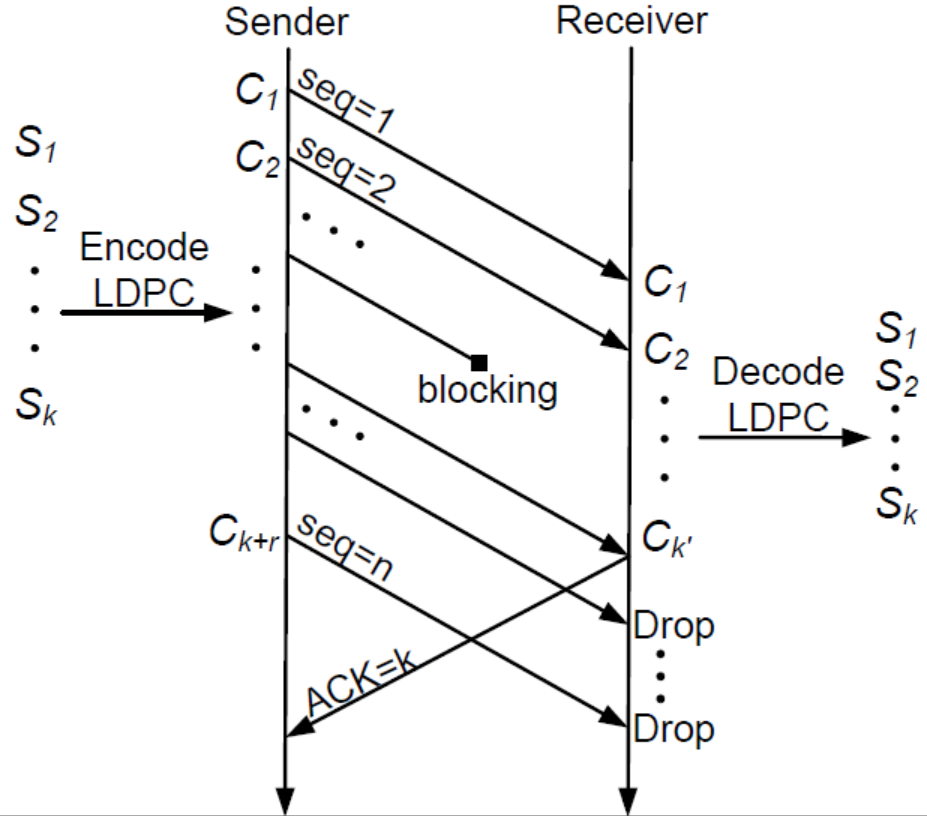 Sender
Receiver
C₁
seq=1
S₁
C₂
seq=2
S₂
Encode
LDPC
C₁
S₁
C₂
S₂
blocking
Decode
LDPC
Sₖ
Sₖ
Cₖ₊ᵣ
seq=n
Cₖ'
Drop
ACK=k
Drop